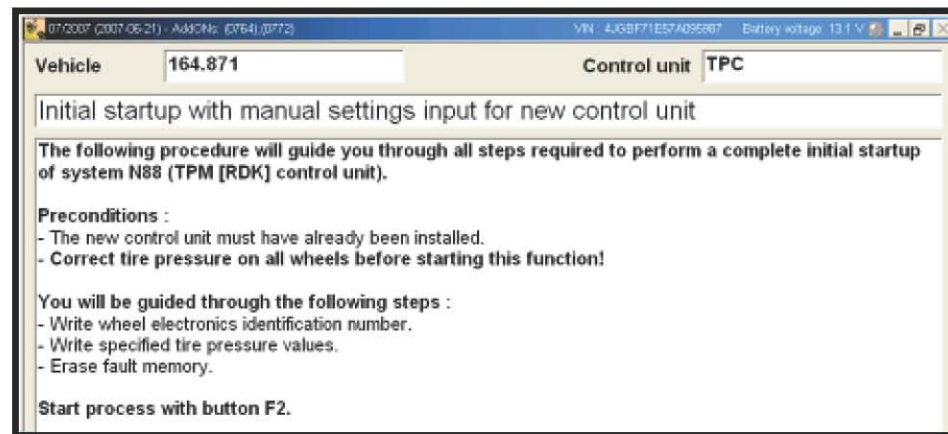 07/2007 (2007-06-21) - AddONs: (0764),(0772) VIN : 4JGBF71E57A095987 Battery voltage: 13.1 V
Vehicle 164.871 Control unit TPC
Initial startup with manual settings input for new control unit
The following procedure will guide you through all steps required to perform a complete initial startup
of system N88 (TPM [RDK] control unit).
Preconditions :
- The new control unit must have already been installed.
- Correct tire pressure on all wheels before starting this function!
You will be guided through the following steps :
- Write wheel electronics identification number.
- Write specified tire pressure values.
- Erase fault memory.
Start process with button F2.